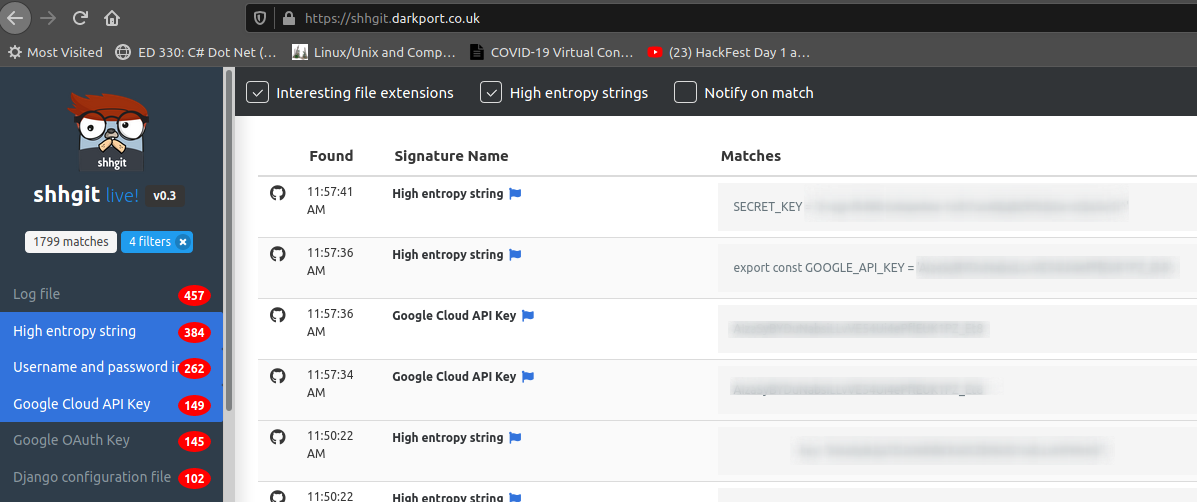 https://shhgit.darkport.co.uk
Most Visited ED 330: C# Dot Net (… Linux/Unix and Comp… COVID-19 Virtual Con… (23) HackFest Day 1 a…
shhgit
shhgit live! v0.3
1799 matches 4 filters ×
Log file 457
High entropy string 384
Username and password in 262
Google Cloud API Key 149
Google OAuth Key 145
Django configuration file 102
Interesting file extensions High entropy strings Notify on match
Found Signature Name Matches
11:57:41 AM High entropy string SECRET_KEY
11:57:36 AM High entropy string export const GOOGLE_API_KEY =
11:57:36 AM Google Cloud API Key
11:57:34 AM Google Cloud API Key
11:50:22 AM High entropy string
11:50:22 High entropy string